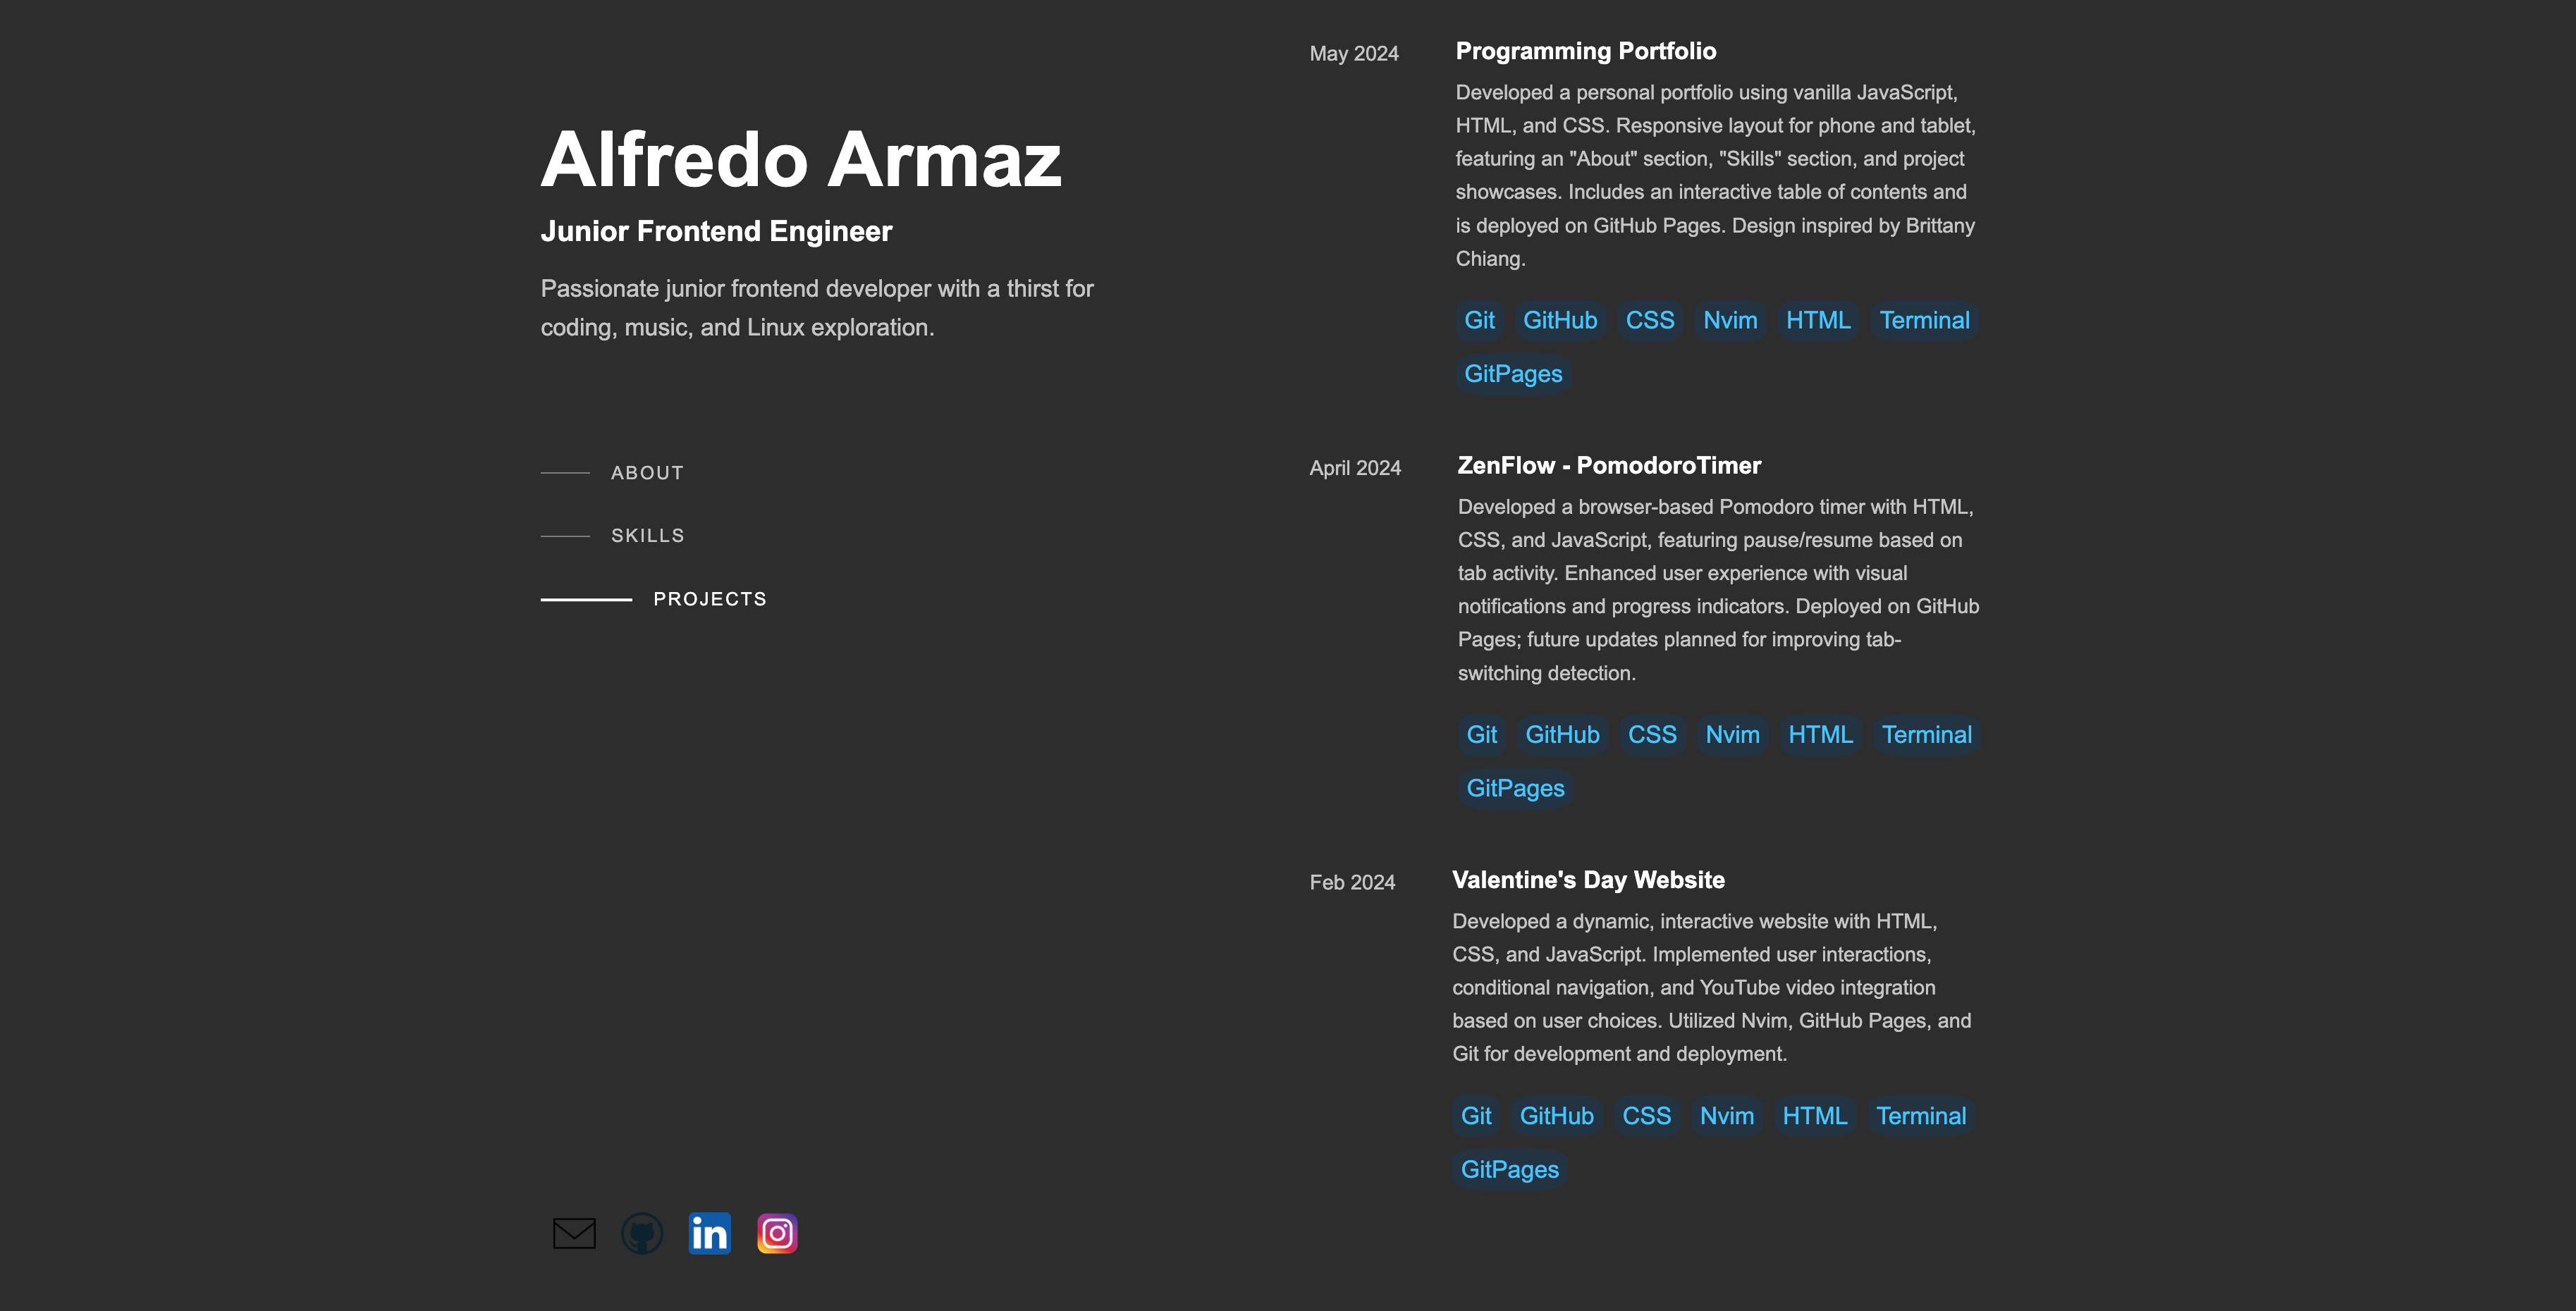 Alfredo Armaz
Junior Frontend Engineer
Passionate junior frontend developer with a thirst for
coding, music, and Linux exploration.
ABOUT
SKILLS
PROJECTS
in
May 2024
Programming Portfolio
Developed a personal portfolio using vanilla JavaScript,
HTML, and CSS. Responsive layout for phone and tablet,
featuring an "About" section, "Skills" section, and project
showcases. Includes an interactive table of contents and
is deployed on GitHub Pages. Design inspired by Brittany
Chiang.
Git GitHub CSS Nvim HTML Terminal
GitPages
April 2024
ZenFlow - PomodoroTimer
Developed a browser-based Pomodoro timer with HTML,
CSS, and JavaScript, featuring pause/resume based on
tab activity. Enhanced user experience with visual
notifications and progress indicators. Deployed on GitHub
Pages; future updates planned for improving tab-
switching detection.
Git GitHub CSS Nvim HTML Terminal
GitPages
Feb 2024
Valentine's Day Website
Developed a dynamic, interactive website with HTML,
CSS, and JavaScript. Implemented user interactions,
conditional navigation, and YouTube video integration
based on user choices. Utilized Nvim, GitHub Pages, and
Git for development and deployment.
Git GitHub CSS Nvim HTML Terminal
GitPages